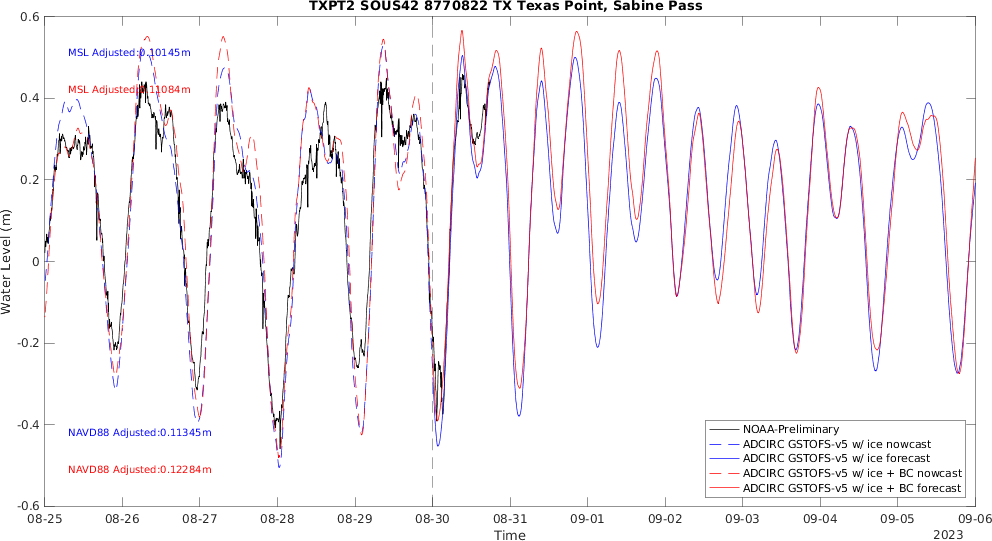 TXPT2 SOUS42 8770822 TX Texas Point, Sabine Pass
Water Level (m)
0.6
0.4
0.2
0
-0.2
-0.4
-0.6
MSL Adjusted:0.10145m
MSL Adjusted:0.11084m
NAVD88 Adjusted:0.11345m
NAVD88 Adjusted:0.12284m
NOAA-Preliminary
ADCIRC GSTOFS-v5 w/ ice nowcast
ADCIRC GSTOFS-v5 w/ ice forecast
ADCIRC GSTOFS-v5 w/ ice + BC nowcast
ADCIRC GSTOFS-v5 w/ ice + BC forecast
08-25 08-26 08-27 08-28 08-29 08-30 08-31 09-01 09-02 09-03 09-04 09-05 09-06
Time
2023